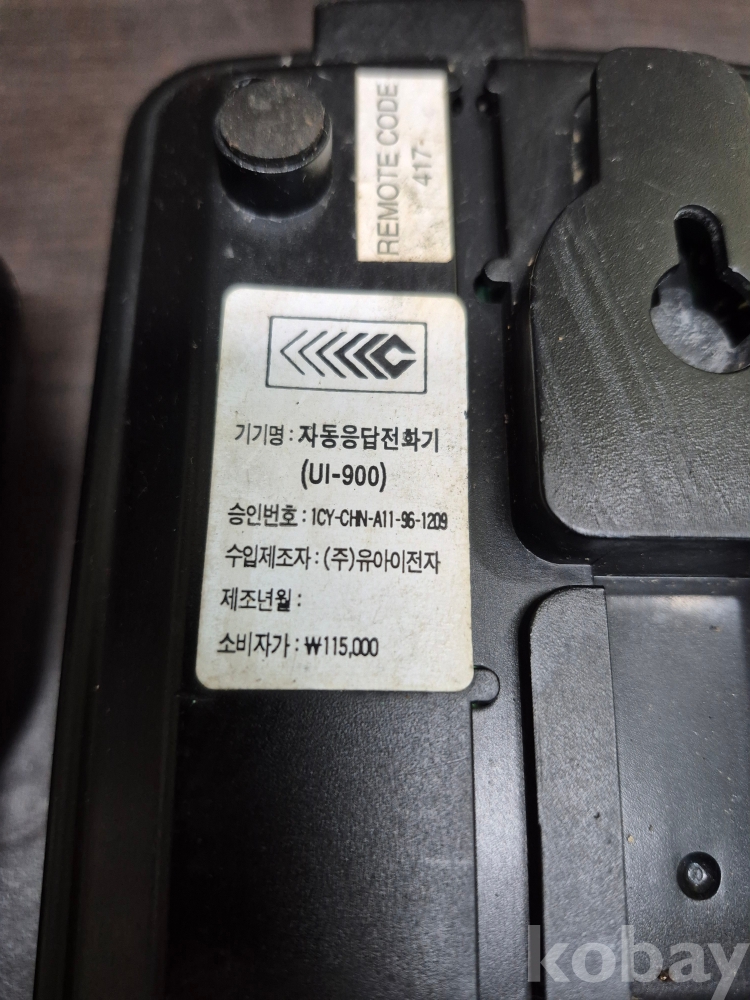 REMOTE CODE
417-
기기명 : 자동응답전화기
(UI-900)
승인번호 : 1CY-CHN-A11-96-1209
수입제조자 : (주)유아이전자
제조년월 :
소비자가 : ₩115,000
kobay